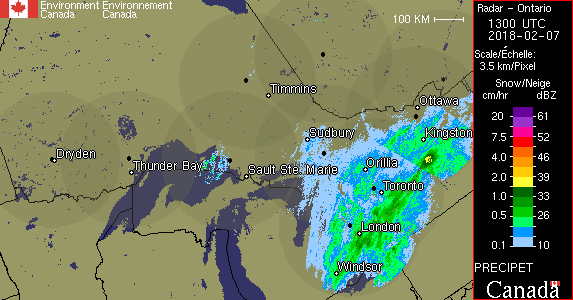 Environment Environnement
Canada Canada
100 KM
Timmins
Ottawa
Sudbury
Kingston
Dryden
Thunder Bay
Sault Ste. Marie
Orillia
Toronto
London
Windsor
Radar - Ontario
1300 UTC
2018-02-07
Scale/Échelle:
3.5 km/Pixel
Snow/Neige
cm/hr dBZ
20 61
7.5 52
4.0 46
2.0 39
1.0 33
0.5 26
0.1 10
PRECIPET
Canada